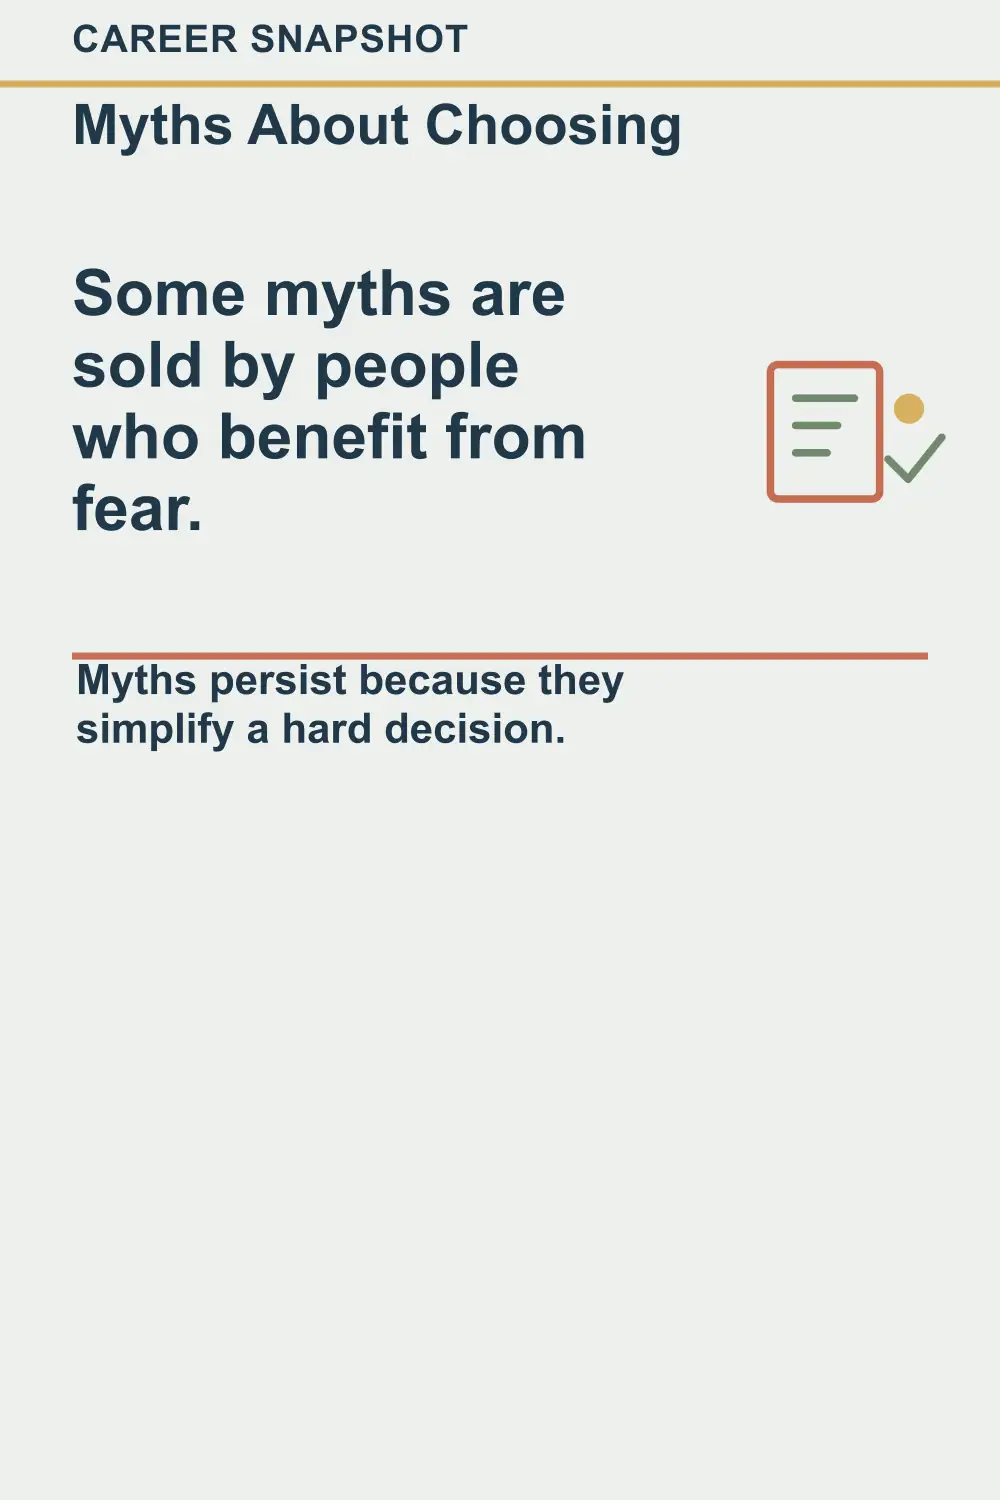 CAREER SNAPSHOT
Myths About Choosing
Some myths are
sold by people
who benefit from
fear.
Myths persist because they
simplify a hard decision.